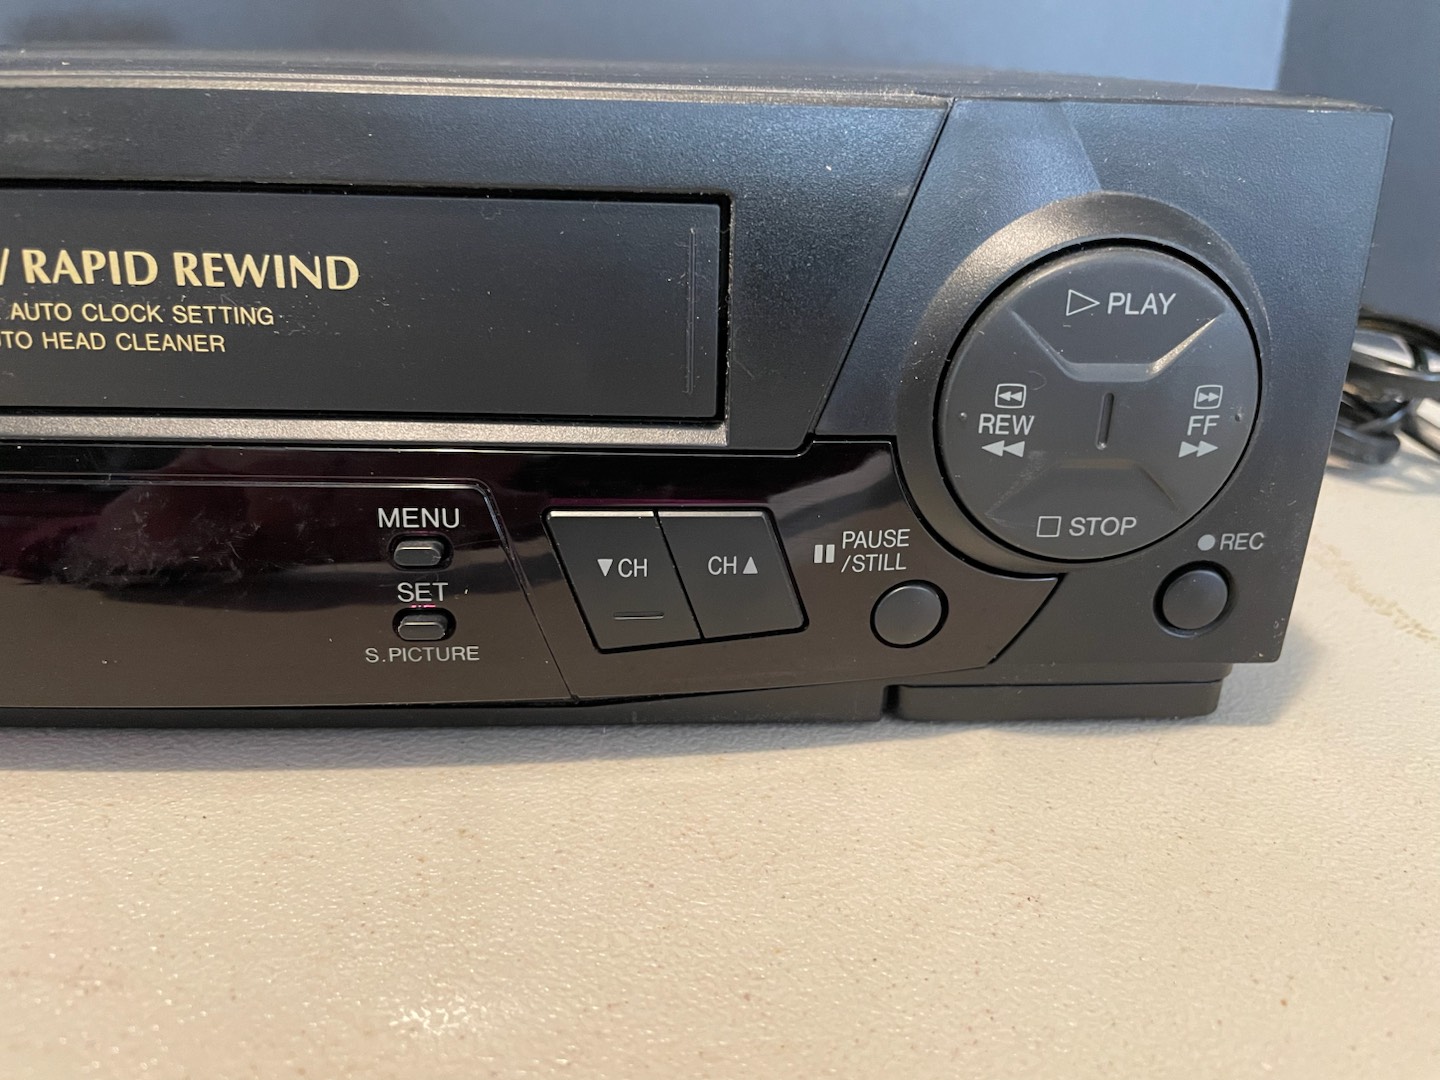 / RAPID REWIND
AUTO CLOCK SETTING
TO HEAD CLEANER
PLAY
REW
FF
STOP
MENU
SET
S.PICTURE
▼CH
CH▲
PAUSE
/STILL
●REC